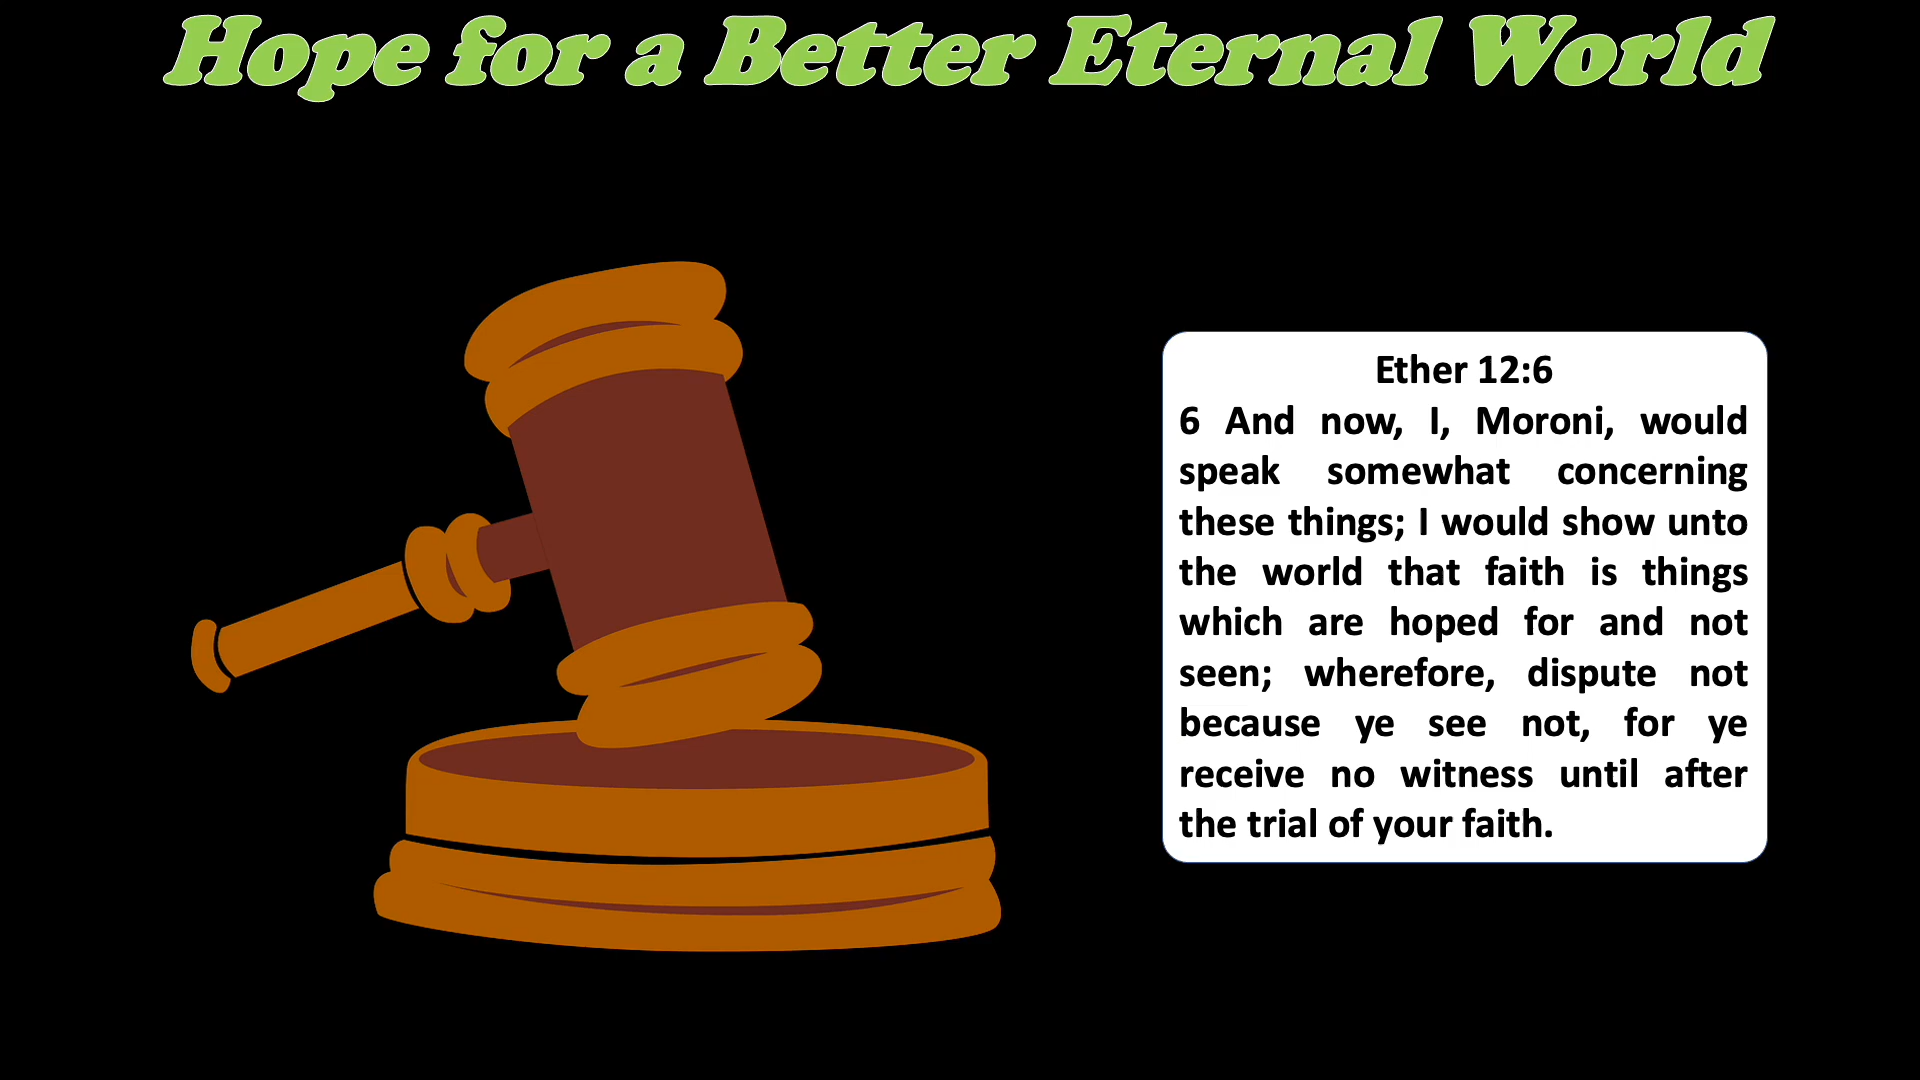 Hope for a Better Eternal World
Ether 12:6
6 And now, I, Moroni, would
speak somewhat concerning
these things; I would show unto
the world that faith is things
which are hoped for and not
seen; wherefore, dispute not
because ye see not, for ye
receive no witness until after
the trial of your faith.